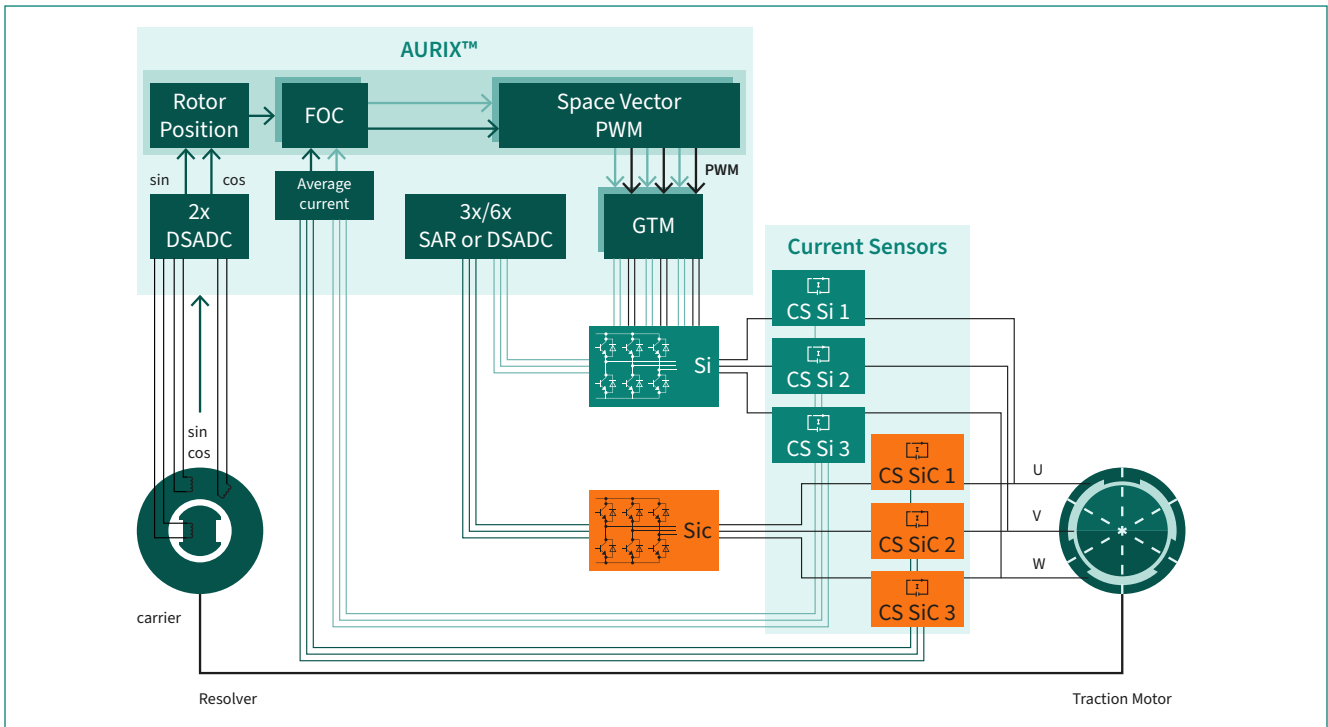 AURIX™
Rotor
Position
FOC
Space Vector
PWM
sin
cos
Average
current
PWM
2x
DSADC
3x/6x
SAR or DSADC
GTM
Current Sensors
CS Si 1
Si
CS Si 2
CS Si 3
sin
cos
CS SiC 1
U
Sic
CS SiC 2
V
W
CS SiC 3
carrier
Resolver
Traction Motor